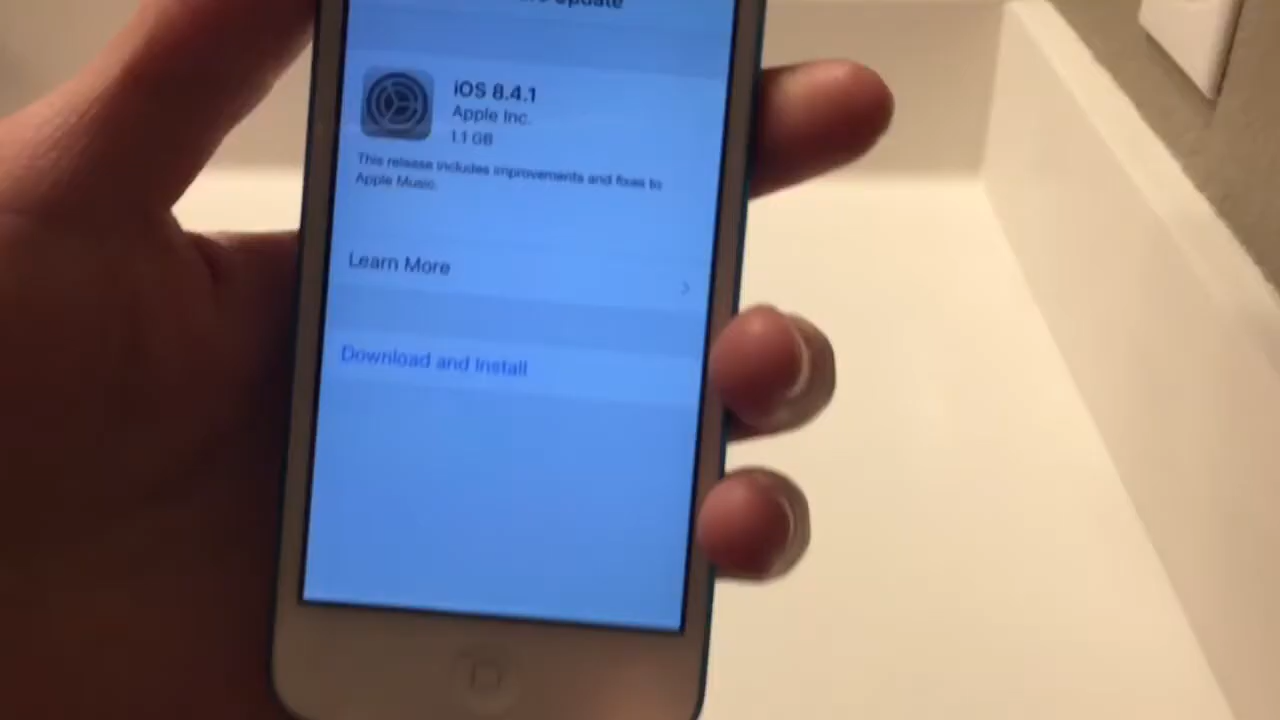 Update
iOS 8.4.1
Apple Inc.
1.1 GB
This release includes improvements and fixes to
Apple Music.
Learn More
Download and Install